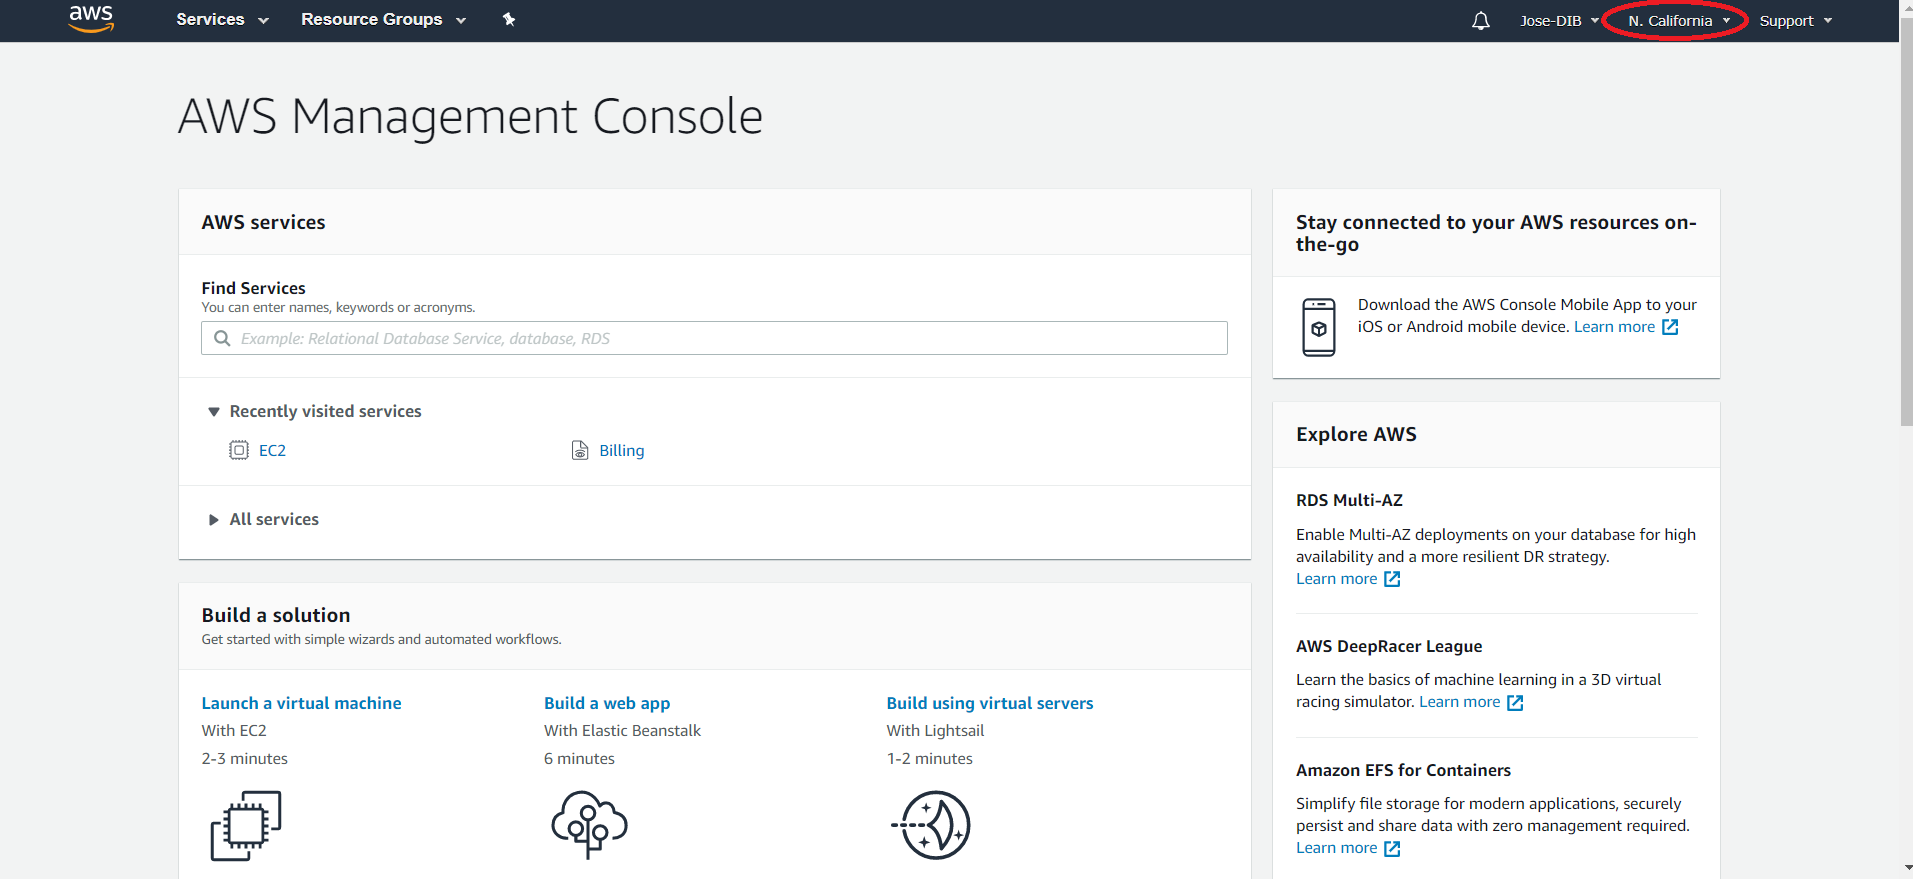 aws Services Resource Groups Jose-DIB N. California Support
AWS Management Console
AWS services
Find Services
You can enter names, keywords or acronyms.
Example: Relational Database Service, database, RDS
Recently visited services
EC2 Billing
All services
Build a solution
Get started with simple wizards and automated workflows.
Launch a virtual machine
With EC2
2-3 minutes
Build a web app
With Elastic Beanstalk
6 minutes
Build using virtual servers
With Lightsail
1-2 minutes
Stay connected to your AWS resources on-
the-go
Download the AWS Console Mobile App to your
iOS or Android mobile device. Learn more
Explore AWS
RDS Multi-AZ
Enable Multi-AZ deployments on your database for high
availability and a more resilient DR strategy.
Learn more
AWS DeepRacer League
Learn the basics of machine learning in a 3D virtual
racing simulator. Learn more
Amazon EFS for Containers
Simplify file storage for modern applications, securely
persist and share data with zero management required.
Learn more